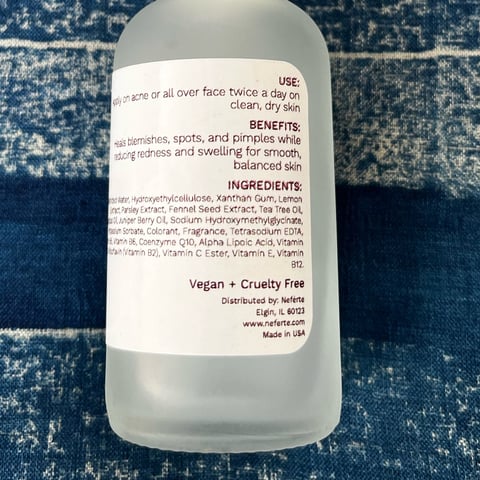 USE:
on acne or all over face twice a day on
clean, dry skin
BENEFITS:
blemishes, spots, and pimples while
reducing redness and swelling for smooth,
balanced skin
INGREDIENTS:
Water, Hydroxyethylcellulose, Xanthan Gum, Lemon
Extract, Parsley Extract, Fennel Seed Extract, Tea Tree Oil,
Oil, Juniper Berry Oil, Sodium Hydroxymethylglycinate,
Sorbate, Colorant, Fragrance, Tetrasodium EDTA,
Vitamin B6, Coenzyme Q10, Alpha Lipoic Acid, Vitamin
(Vitamin B2), Vitamin C Ester, Vitamin E, Vitamin
B12.
Vegan + Cruelty Free
Distributed by: Neferte
Elgin, IL 60123
www.neferte.com
Made in USA